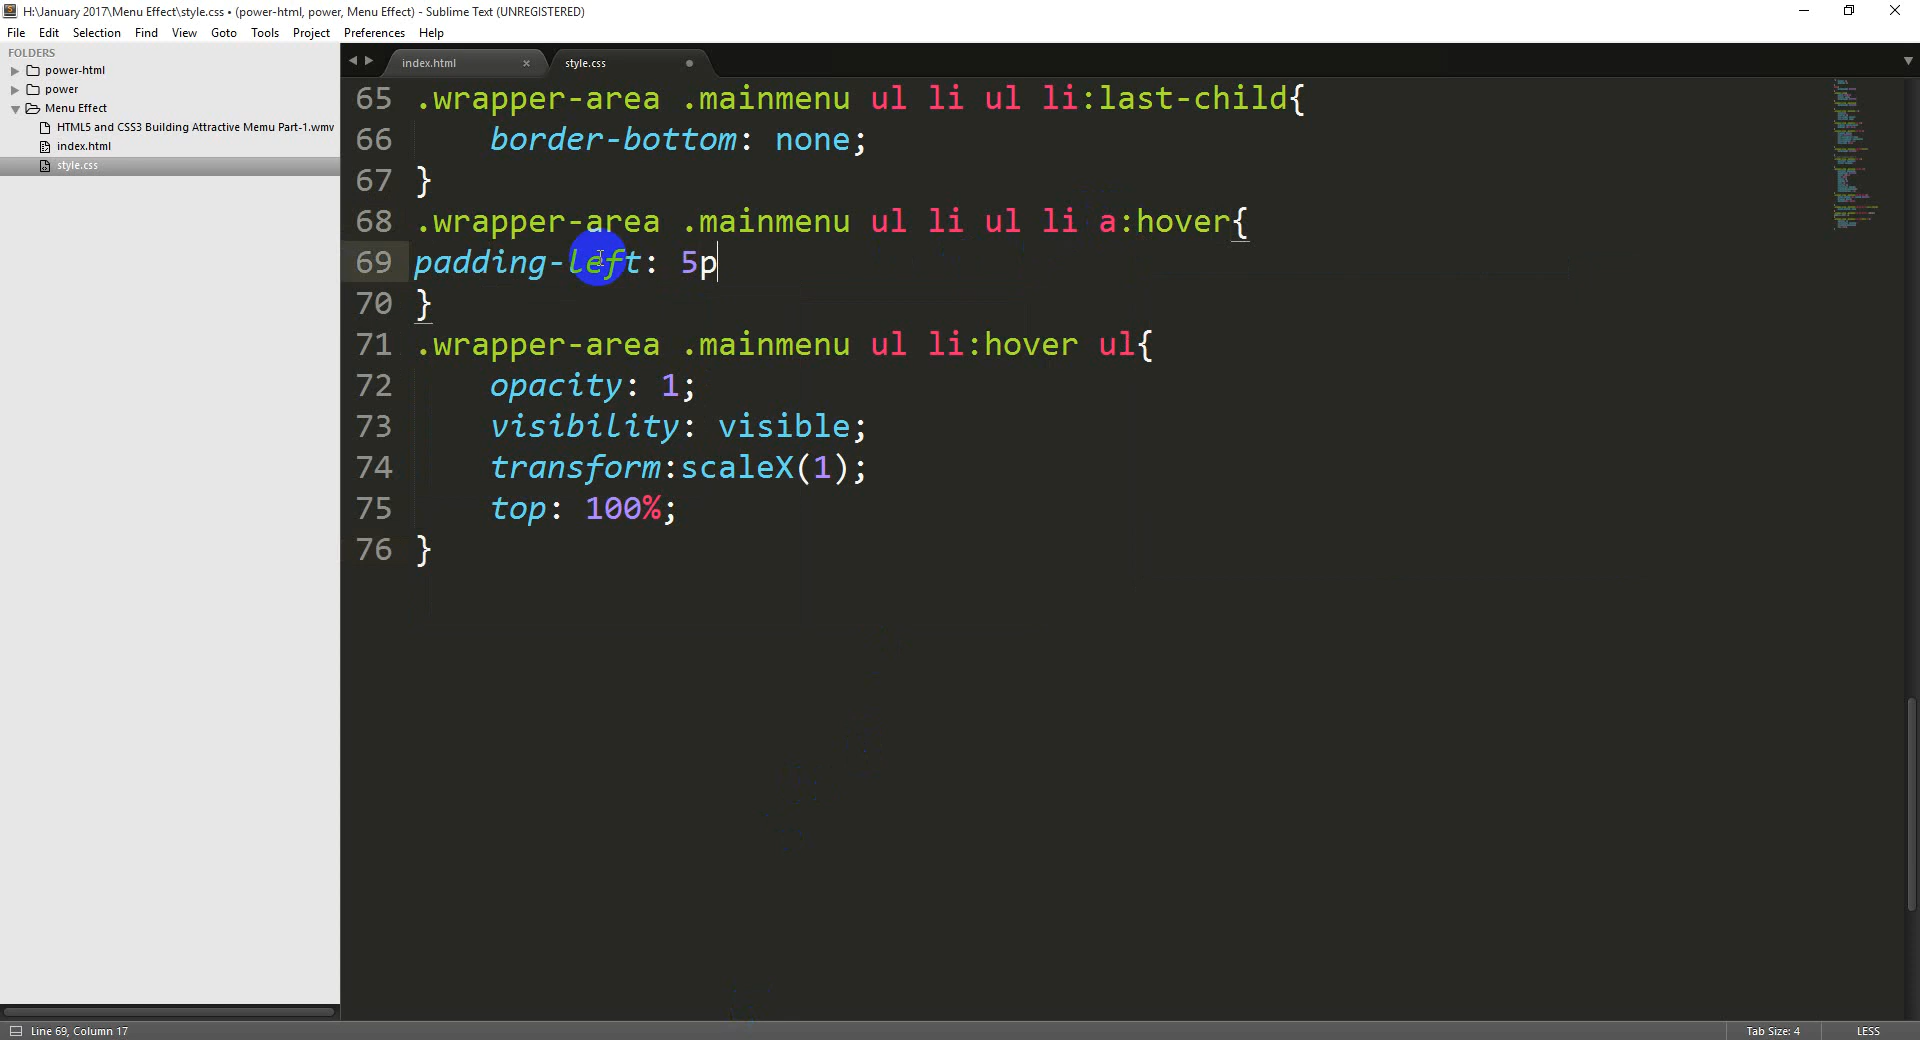 H:\January 2017\Menu Effect\style.css • (power-html, power, Menu Effect) - Sublime Text (UNREGISTERED)
File Edit Selection Find View Goto Tools Project Preferences Help
FOLDERS
power-html
power
Menu Effect
HTML5 and CSS3 Building Attractive Memu Part-1.wmv
index.html
style.css
index.html × style.css
65 .wrapper-area .mainmenu ul li ul li:last-child{
66 border-bottom: none;
67 }
68 .wrapper-area .mainmenu ul li ul li a:hover{
69 padding-left: 5p
70 }
71 .wrapper-area .mainmenu ul li:hover ul{
72 opacity: 1;
73 visibility: visible;
74 transform:scaleX(1);
75 top: 100%;
76 }
Line 69, Column 17 Tab Size: 4 LESS